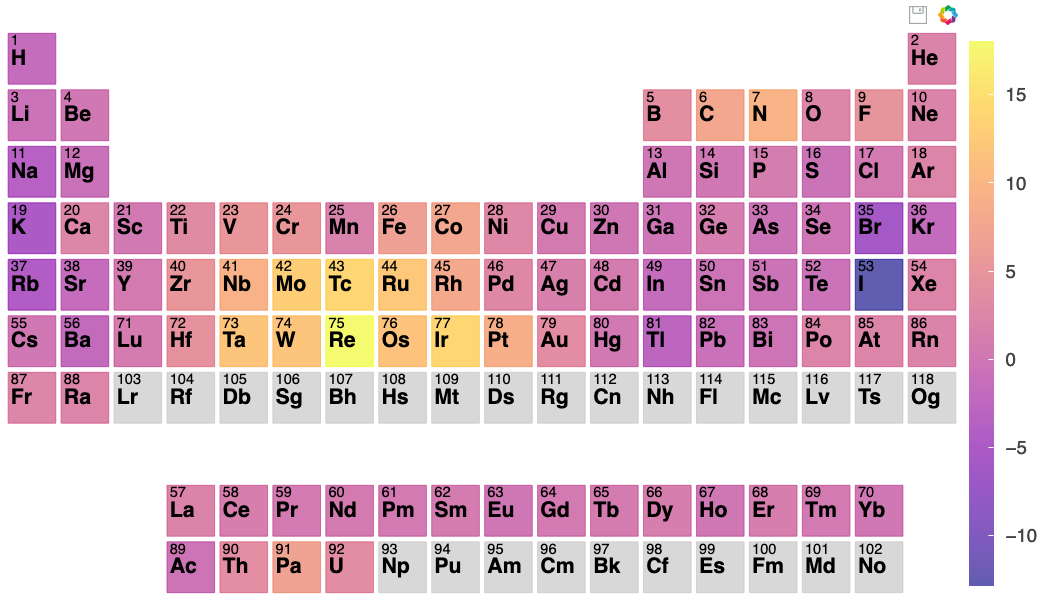 1 2
H He
3 4 5 6 7 8 9 10
Li Be B C N O F Ne
11 12 13 14 15 16 17 18
Na Mg Al Si P S Cl Ar
19 20 21 22 23 24 25 26 27 28 29 30 31 32 33 34 35 36
K Ca Sc Ti V Cr Mn Fe Co Ni Cu Zn Ga Ge As Se Br Kr
37 38 39 40 41 42 43 44 45 46 47 48 49 50 51 52 53 54
Rb Sr Y Zr Nb Mo Tc Ru Rh Pd Ag Cd In Sn Sb Te I Xe
55 56 71 72 73 74 75 76 77 78 79 80 81 82 83 84 85 86
Cs Ba Lu Hf Ta W Re Os Ir Pt Au Hg Tl Pb Bi Po At Rn
87 88 103 104 105 106 107 108 109 110 111 112 113 114 115 116 117 118
Fr Ra Lr Rf Db Sg Bh Hs Mt Ds Rg Cn Nh Fl Mc Lv Ts Og
57 58 59 60 61 62 63 64 65 66 67 68 69 70
La Ce Pr Nd Pm Sm Eu Gd Tb Dy Ho Er Tm Yb
89 90 91 92 93 94 95 96 97 98 99 100 101 102
Ac Th Pa U Np Pu Am Cm Bk Cf Es Fm Md No
15
10
5
0
−5
−10